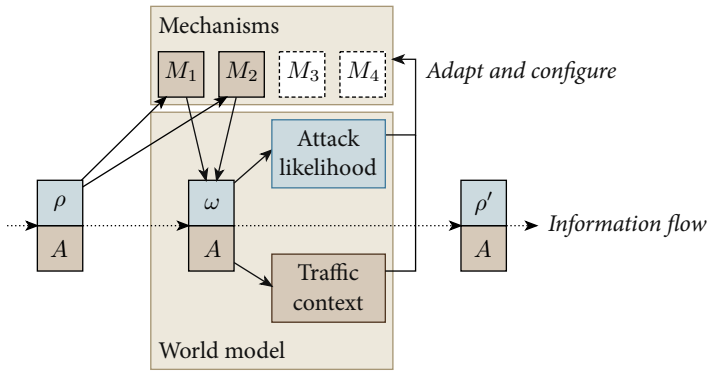 Mechanisms
M1 M2 M3 M4
Adapt and configure
Attack
likelihood
ρ
ω
ρ′
Information flow
A
A
A
Traffic
context
World model